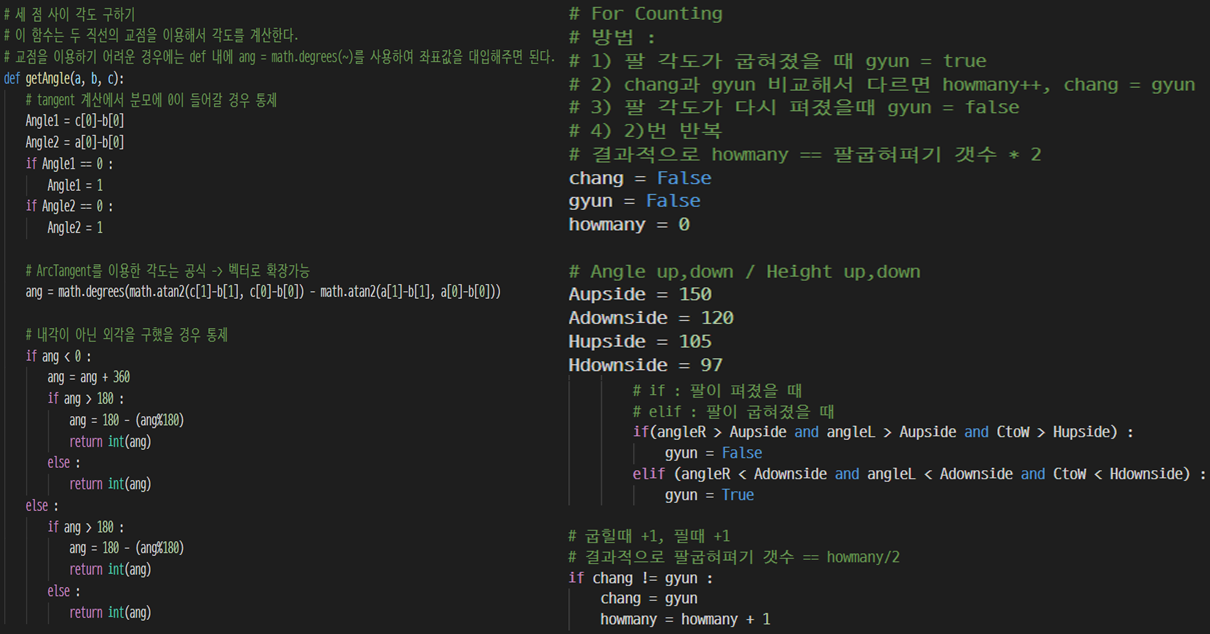 # 세 점 사이 각도 구하기
# 이 함수는 두 직선의 교점을 이용해서 각도를 계산한다.
# 교점을 이용하기 어려운 경우에는 def 내에 ang = math.degrees(~)를 사용하여 좌표값을 대입해주면 된다.
def getAngle(a, b, c):
    # tangent 계산에서 분모에 0이 들어갈 경우 통제
    Angle1 = c[0]-b[0]
    Angle2 = a[0]-b[0]
    if Angle1 == 0 :
        Angle1 = 1
    if Angle2 == 0 :
        Angle2 = 1
    # ArcTangent를 이용한 각도는 공식 -> 벡터로 확장가능
    ang = math.degrees(math.atan2(c[1]-b[1], c[0]-b[0]) - math.atan2(a[1]-b[1], a[0]-b[0]))
    # 내각이 아닌 외각을 구했을 경우 통제
    if ang < 0 :
        ang = ang + 360
        if ang > 180 :
            ang = 180 - (ang%180)
            return int(ang)
        else :
            return int(ang)
    else :
        if ang > 180 :
            ang = 180 - (ang%180)
            return int(ang)
        else :
            return int(ang)
# For Counting
# 방법 :
# 1) 팔 각도가 굽혀졌을 때 gyun = true
# 2) chang과 gyun 비교해서 다르면 howmany++, chang = gyun
# 3) 팔 각도가 다시 펴졌을때 gyun = false
# 4) 2)번 반복
# 결과적으로 howmany == 팔굽혀펴기 갯수 * 2
chang = False
gyun = False
howmany = 0
# Angle up,down / Height up,down
Aupside = 150
Adownside = 120
Hupside = 105
Hdownside = 97
        # if : 팔이 펴졌을 때
        # elif : 팔이 굽혀졌을 때
        if(angleR > Aupside and angleL > Aupside and CtoW > Hupside) :
            gyun = False
        elif (angleR < Adownside and angleL < Adownside and CtoW < Hdownside) :
            gyun = True
# 굽힐때 +1, 필때 +1
# 결과적으로 팔굽혀펴기 갯수 == howmany/2
if chang != gyun :
    chang = gyun
    howmany = howmany + 1